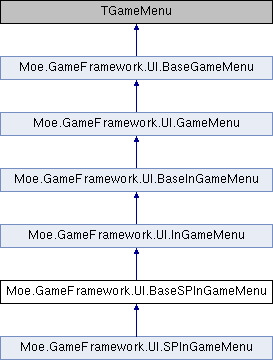 TGameMenu
Moe.GameFramework.UI.BaseGameMenu
Moe.GameFramework.UI.GameMenu
Moe.GameFramework.UI.BaseInGameMenu
Moe.GameFramework.UI.InGameMenu
Moe.GameFramework.UI.BaseSPInGameMenu
Moe.GameFramework.UI.SPInGameMenu